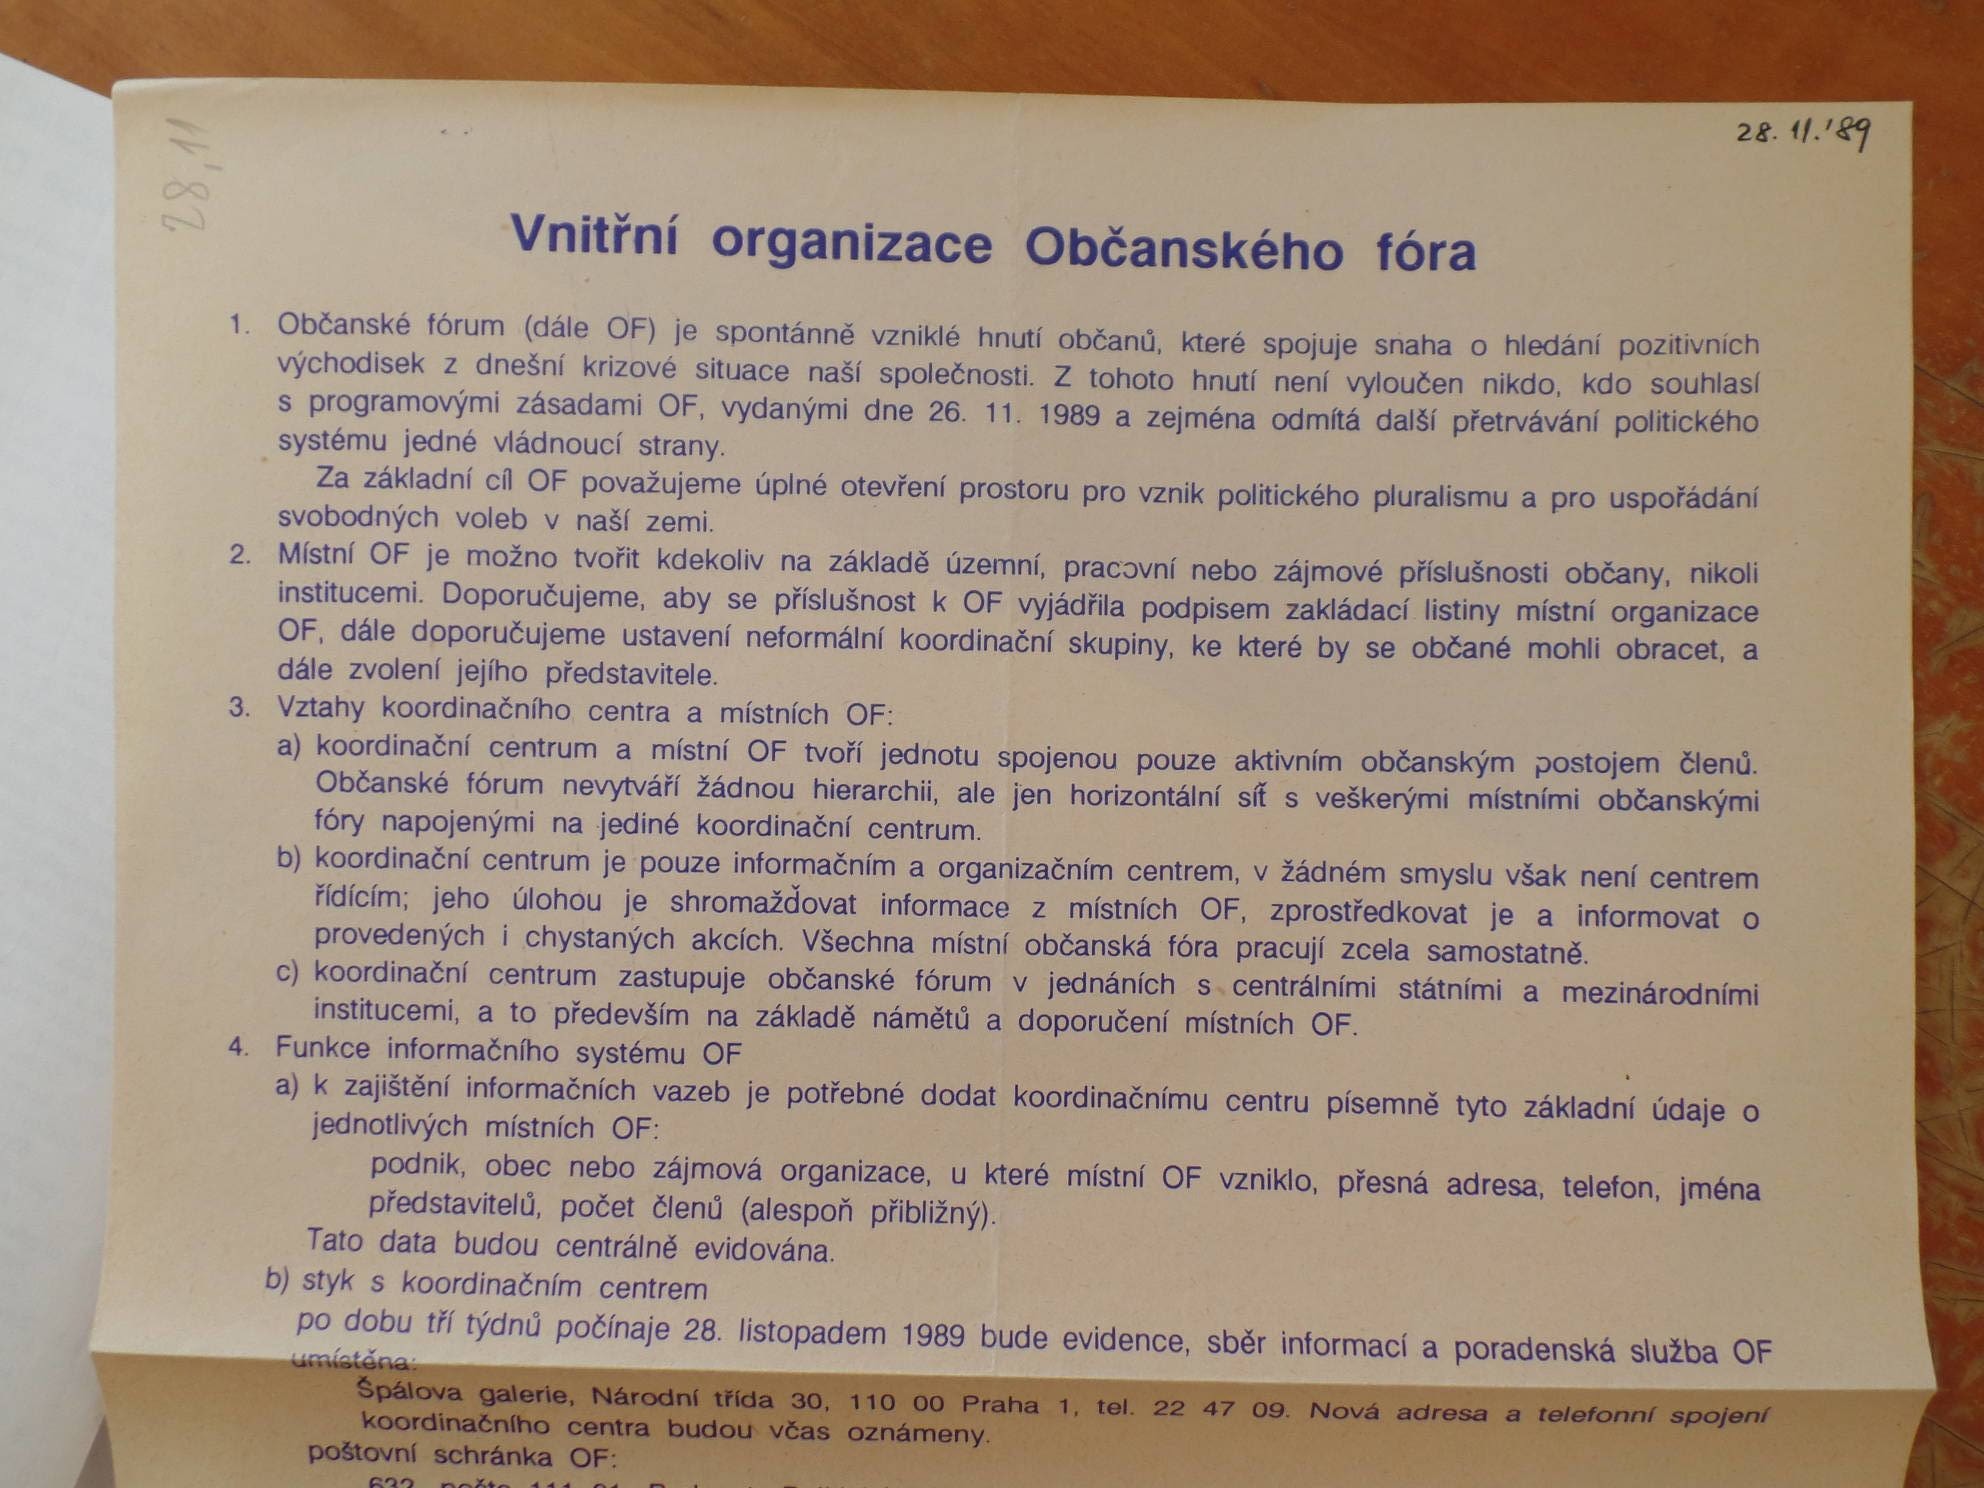 28.11
28. 11. '89
Vnitřní organizace Občanského fóra
1. Občanské fórum (dále OF) je spontánně vzniklé hnutí občanů, které spojuje snaha o hledání pozitivních
východisek z dnešní krizové situace naší společnosti. Z tohoto hnutí není vyloučen nikdo, kdo souhlasí
s programovými zásadami OF, vydanými dne 26. 11. 1989 a zejména odmítá další přetrvávání politického
systému jedné vládnoucí strany.
Za základní cíl OF považujeme úplné otevření prostoru pro vznik politického pluralismu a pro uspořádání
svobodných voleb v naší zemi.
2. Místní OF je možno tvořit kdekoliv na základě územní, pracovní nebo zájmové příslušnosti občany, nikoli
institucemi. Doporučujeme, aby se příslušnost k OF vyjádřila podpisem zakládací listiny místní organizace
OF, dále doporučujeme ustavení neformální koordinační skupiny, ke které by se občané mohli obracet, a
dále zvolení jejího představitele.
3. Vztahy koordinačního centra a místních OF:
a) koordinační centrum a místní OF tvoří jednotu spojenou pouze aktivním občanským postojem členů.
Občanské fórum nevytváří žádnou hierarchii, ale jen horizontální síť s veškerými místními občanskými
fóry napojenými na jediné koordinační centrum.
b) koordinační centrum je pouze informačním a organizačním centrem, v žádném smyslu však není centrem
řídícím; jeho úlohou je shromažďovat informace z místních OF, zprostředkovat je a informovat o
provedených i chystaných akcích. Všechna místní občanská fóra pracují zcela samostatně.
c) koordinační centrum zastupuje občanské fórum v jednáních s centrálními státními a mezinárodními
institucemi, a to především na základě námětů a doporučení místních OF.
4. Funkce informačního systému OF
a) k zajištění informačních vazeb je potřebné dodat koordinačnímu centru písemně tyto základní údaje o
jednotlivých místních OF:
podnik, obec nebo zájmová organizace, u které místní OF vzniklo, přesná adresa, telefon, jména
představitelů, počet členů (alespoň přibližný).
Tato data budou centrálně evidována.
b) styk s koordinačním centrem
po dobu tří týdnů počínaje 28. listopadem 1989 bude evidence, sběr informací a poradenská služba OF
umístěna:
Špálova galerie, Národní třída 30, 110 00 Praha 1, tel. 22 47 09. Nová adresa a telefonní spojení
koordinačního centra budou včas oznámeny.
poštovní schránka OF:
632, pošta 111 21